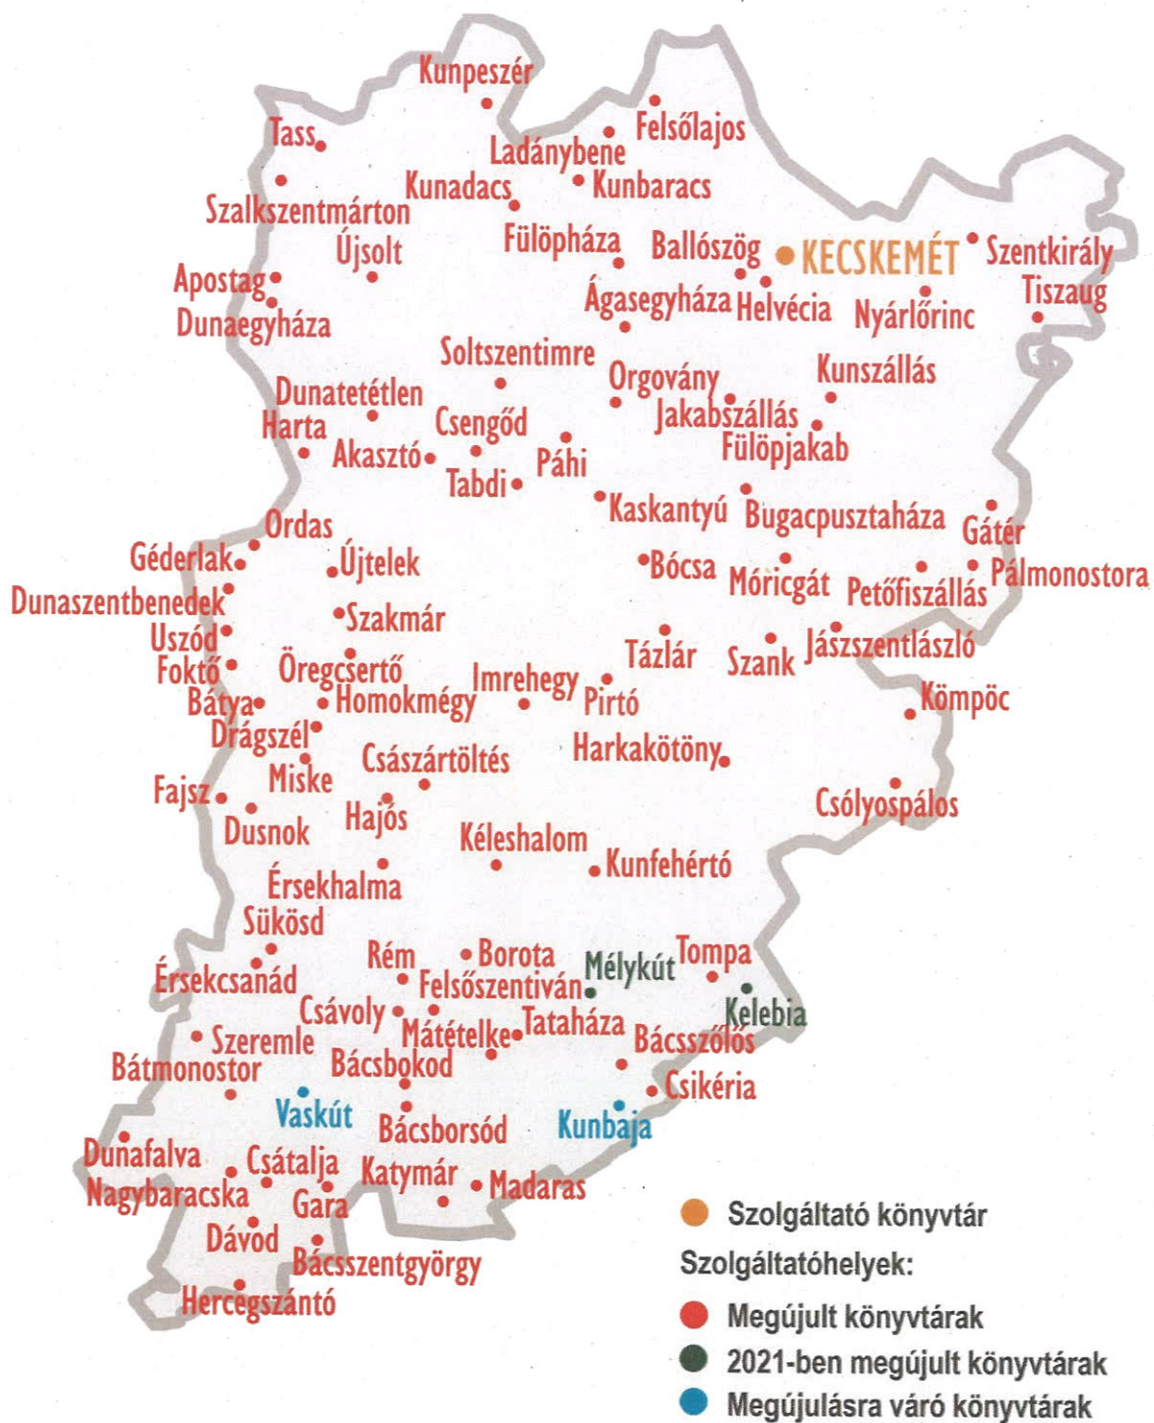 Kunpeszér
Felsőlajos
Tass
Ladánybene
Kunadacs
Kunbaracs
Szalkszentmárton
Fülöpháza
Ballószög
KECSKEMÉT
Szentkirály
Újsolt
Apostag
Ágasegyháza
Helvécia
Nyárlőrinc
Tiszaug
Dunaegyháza
Soltszentimre
Orgovány
Kunszállás
Dunatetétlen
Jakabszállás
Harta
Csengőd
Fülöpjakab
Akasztó
Páhi
Tabdi
Kaskantyú
Bugacpusztaháza
Gátér
Ordas
Géderlak
Újtelek
Bócsa
Móricgát
Petőfiszállás
Pálmonostora
Dunaszentbenedek
Szakmár
Uszód
Tázlár
Szank
Jászszentlászló
Foktő
Öregcsertő
Imrehegy
Pirtó
Kömpöc
Bátya
Homokmégy
Drágszél
Harkakötöny
Császártöltés
Miske
Fajsz
Hajós
Csólyospálos
Dusnok
Kéleshalom
Kunfehértó
Érsekhalma
Sükösd
Rém
Borota
Mélykút
Tompa
Érsekcsanád
Felsőszentiván
Csávoly
Kelebia
Mátételke
Tataháza
Bácsszőlős
Szeremle
Bátmonostor
Bácsbokod
Csikéria
Vaskút
Bácsborsód
Kunbaja
Dunafalva
Csátalja
Katymár
Madaras
Nagybaracska
Gara
Dávod
Bácsszentgyörgy
Hercegszántó
Szolgáltató könyvtár
Szolgáltatóhelyek:
Megújult könyvtárak
2021-ben megújult könyvtárak
Megújulásra váró könyvtárak